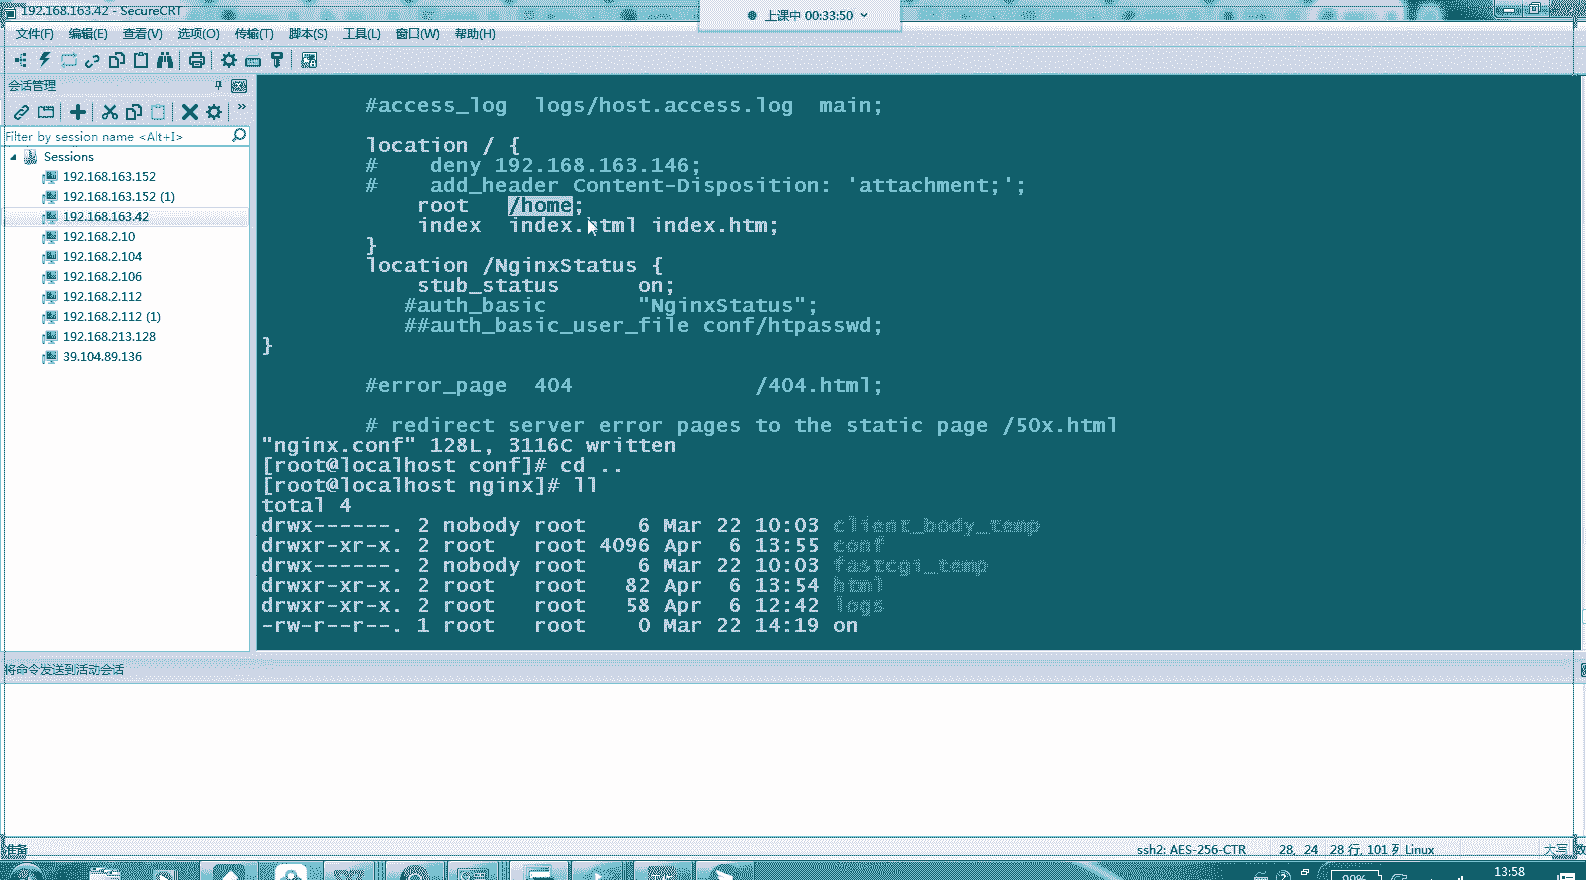 192.168.163.42 - SecureCRT
上课中 00:33:50
文件(F) 编辑(E) 查看(V) 选项(O) 传输(T) 脚本(S) 工具(L) 窗口(W) 帮助(H)
会话管理
Filter by session name <Alt+I>
Sessions
192.168.163.152
192.168.163.152 (1)
192.168.163.42
192.168.2.10
192.168.2.104
192.168.2.106
192.168.2.112
192.168.2.112 (1)
192.168.213.128
39.104.89.136
#access_log  logs/host.access.log  main;
location / {
#    deny 192.168.163.146;
#    add_header Content-Disposition: 'attachment;';
root   /home;
index  index.html index.htm;
}
location /NginxStatus {
stub_status      on;
#auth_basic       "NginxStatus";
##auth_basic_user_file conf/htpasswd;
}
#error_page  404              /404.html;
# redirect server error pages to the static page /50x.html
"nginx.conf" 128L, 3116C written
[root@localhost conf]# cd ..
[root@localhost nginx]# ll
total 4
drwx------. 2 nobody root    6 Mar 22 10:03 client_body_temp
drwxr-xr-x. 2 root   root 4096 Apr  6 13:55 conf
drwx------. 2 nobody root    6 Mar 22 10:03 fastcgi_temp
drwxr-xr-x. 2 root   root   82 Apr  6 13:54 html
drwxr-xr-x. 2 root   root   58 Apr  6 12:42 logs
-rw-r--r--. 1 root   root    0 Mar 22 14:19 on
将命令发送到活动会话
准备
ssh2: AES-256-CTR 28, 24 28 行, 101 列 Linux 大写
99%
13:58